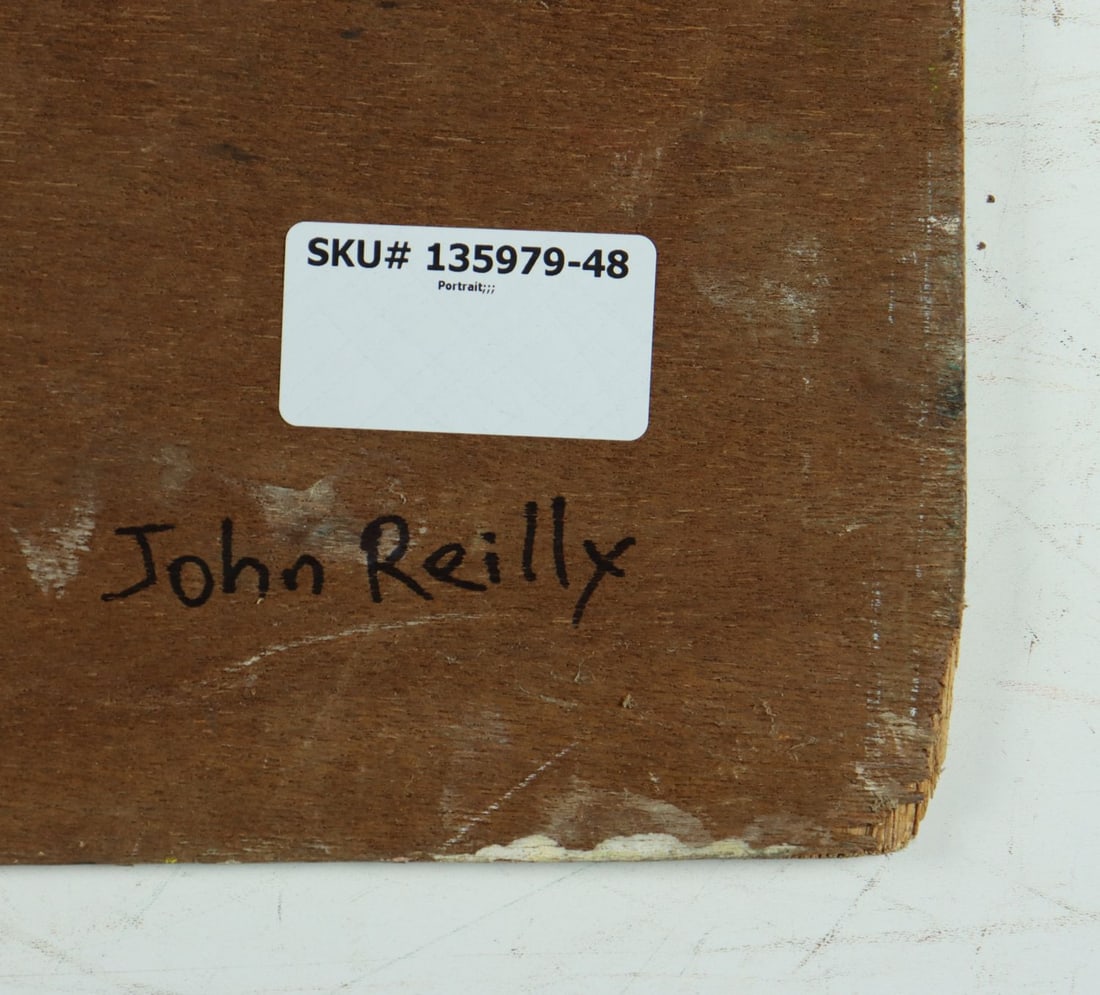 SKU# 135979-48
Portrait;;;
John Reilly